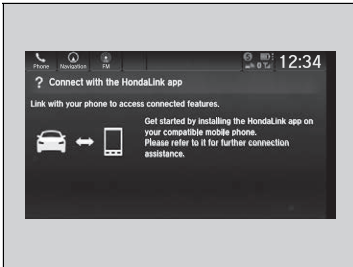 Phone Navigation FM 12:34
? Connect with the HondaLink app
Link with your phone to access connected features.
Get started by installing the HondaLink app on
your compatible mobile phone.
Please refer to it for further connection
assistance.